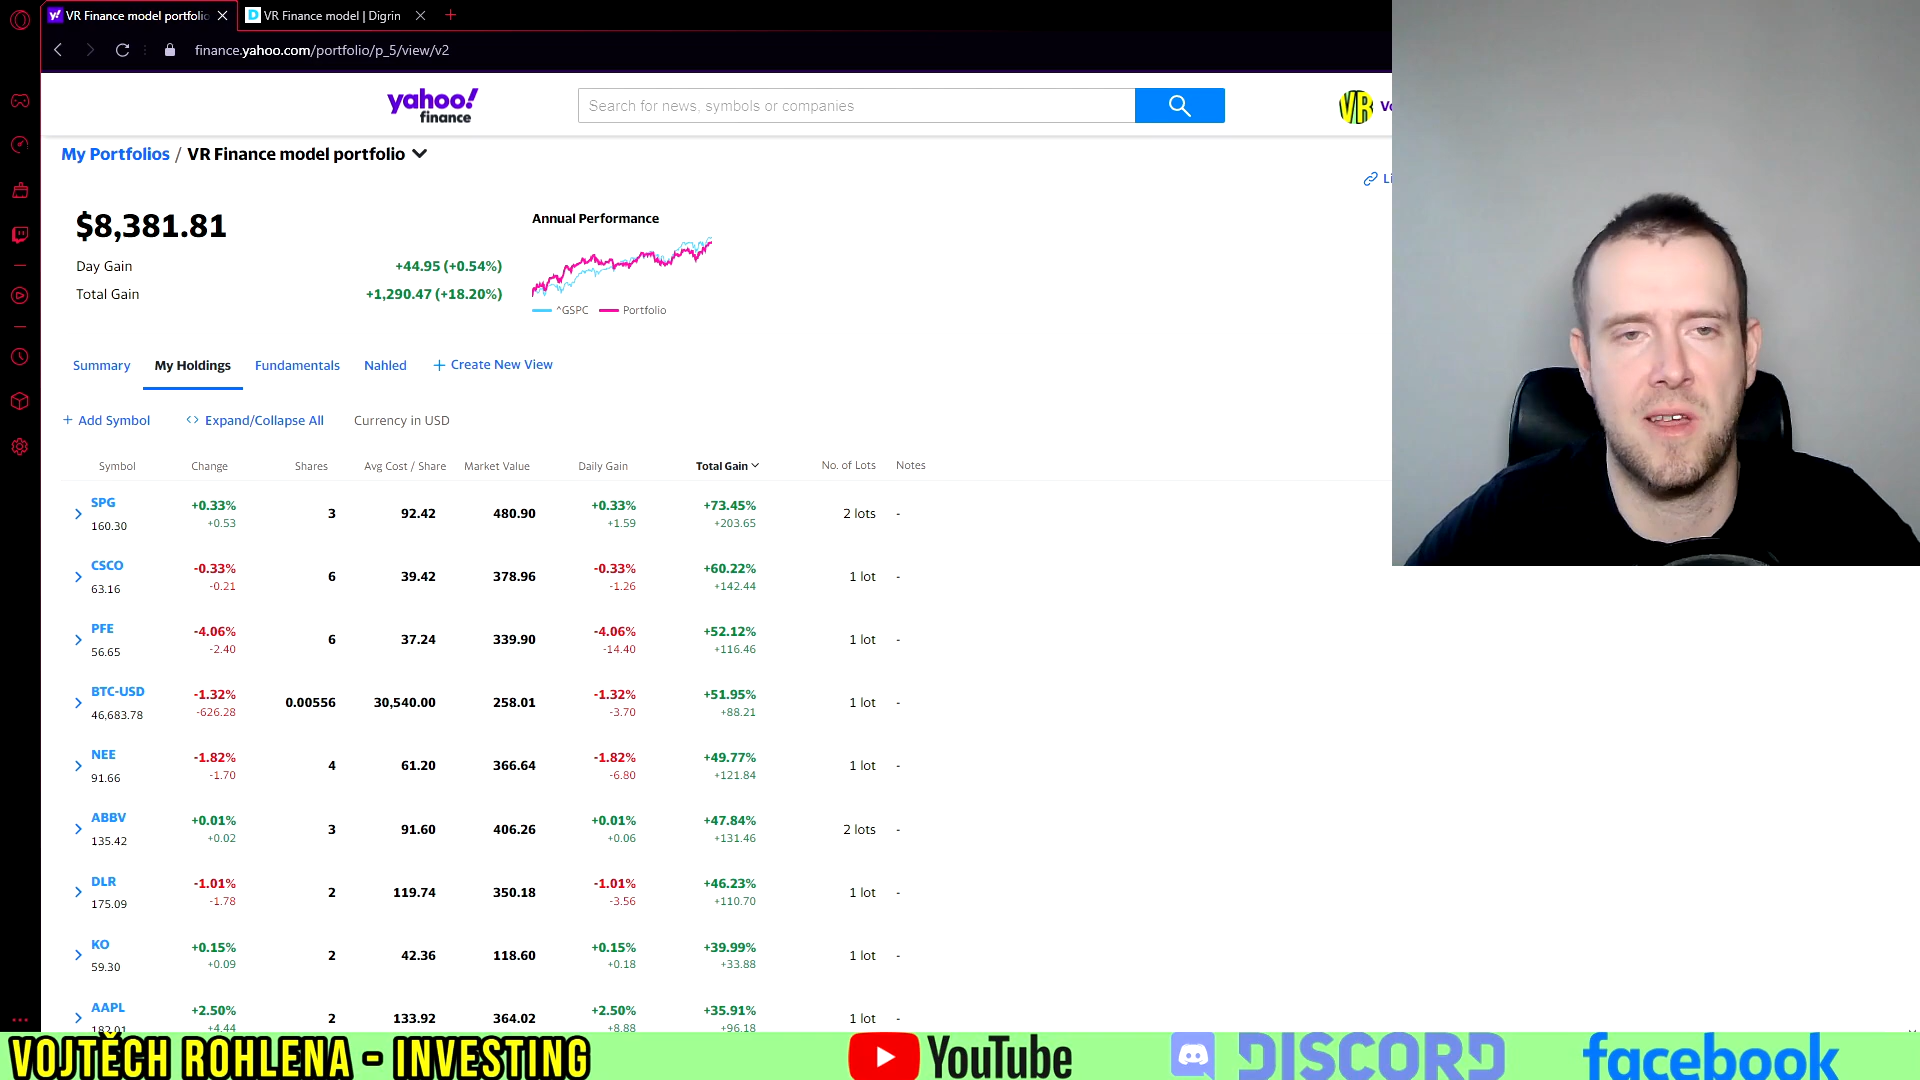 VR Finance model portfolio
VR Finance model | Digrin
finance.yahoo.com/portfolio/p_5/view/v2
yahoo!
finance
Search for news, symbols or companies
VR
My Portfolios / VR Finance model portfolio
$8,381.81
Day Gain +44.95 (+0.54%)
Total Gain +1,290.47 (+18.20%)
Annual Performance
^GSPC Portfolio
Summary My Holdings Fundamentals Nahled + Create New View
+ Add Symbol <> Expand/Collapse All Currency in USD
Symbol Change Shares Avg Cost / Share Market Value Daily Gain Total Gain No. of Lots Notes
SPG +0.33% 3 92.42 480.90 +0.33% +73.45% 2 lots -
160.30 +0.53 +1.59 +203.65
CSCO -0.33% 6 39.42 378.96 -0.33% +60.22% 1 lot -
63.16 -0.21 -1.26 +142.44
PFE -4.06% 6 37.24 339.90 -4.06% +52.12% 1 lot -
56.65 -2.40 -14.40 +116.46
BTC-USD -1.32% 0.00556 30,540.00 258.01 -1.32% +51.95% 1 lot -
46,683.78 -626.28 -3.70 +88.21
NEE -1.82% 4 61.20 366.64 -1.82% +49.77% 1 lot -
91.66 -1.70 -6.80 +121.84
ABBV +0.01% 3 91.60 406.26 +0.01% +47.84% 2 lots -
135.42 +0.02 +0.06 +131.46
DLR -1.01% 2 119.74 350.18 -1.01% +46.23% 1 lot -
175.09 -1.78 -3.56 +110.70
KO +0.15% 2 42.36 118.60 +0.15% +39.99% 1 lot -
59.30 +0.09 +0.18 +33.88
AAPL +2.50% 2 133.92 364.02 +2.50% +35.91% 1 lot -
182.01 +4.44 +8.88 +96.18
VOJTĚCH ROHLENA - INVESTING YouTube DISCORD facebook